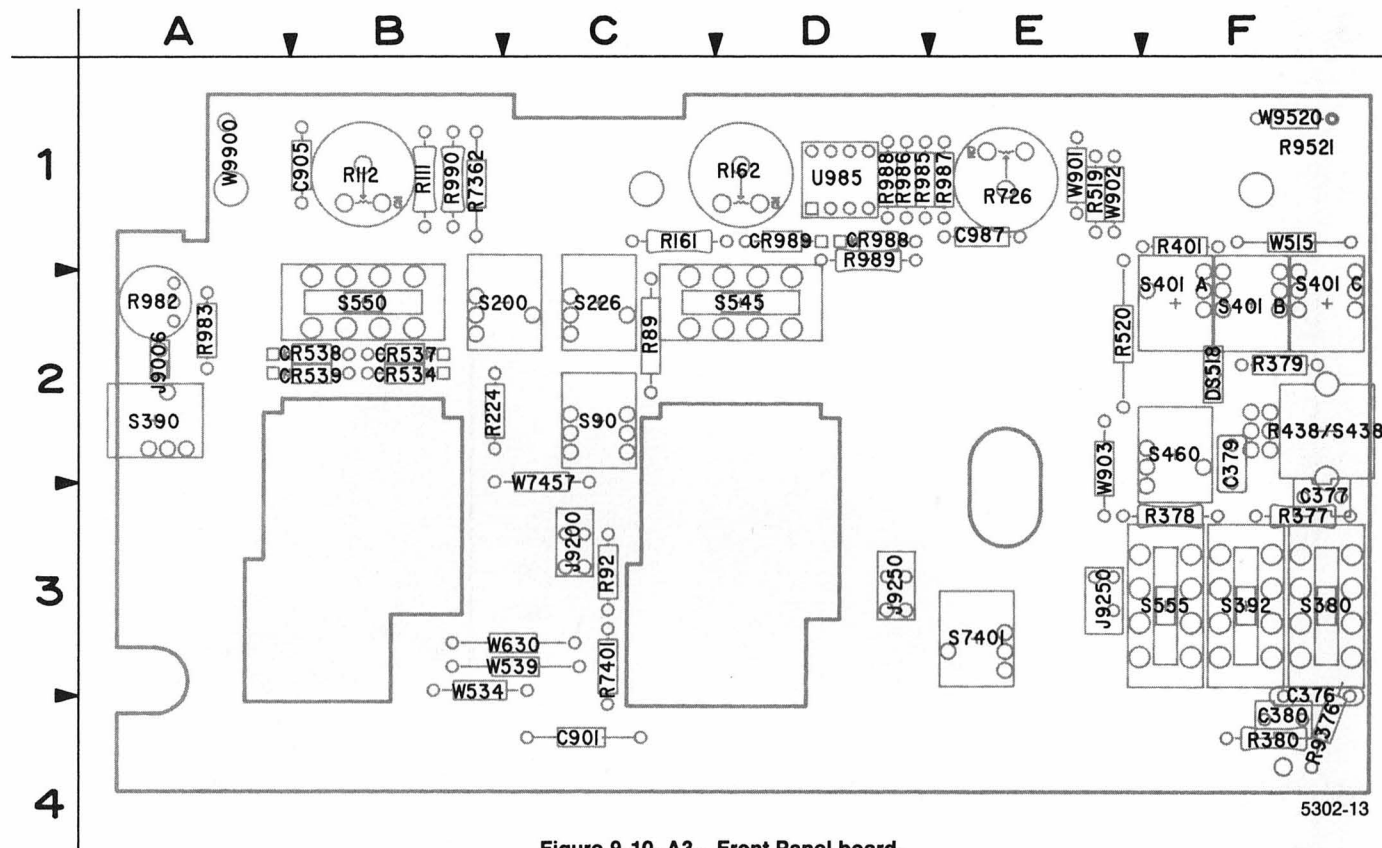 A B C D E F
1
W9900
C905
R112
R111
R990
R7362
R162
U985
R988
R986
R985
R987
R726
W901
R519
W902
W9520
R9521
R161
CR989
CR988
R989
C987
R401
W515
R982
R983
J9006
S550
S200
S226
R89
S545
R520
S401 A
S401 B
S401 C
2
CR538
CR537
CR539
CR534
DS518
R379
S390
R224
S90
R438/S438
S460
C379
W903
W7457
C377
R378
R377
3
J9200
R92
J9250
J9250
S555
S392
S380
S7401
W630
W539
R7401
W534
C376
C380
R9376
C901
R380
4
5302-13
Figure 9-10. A2—Front Panel board.